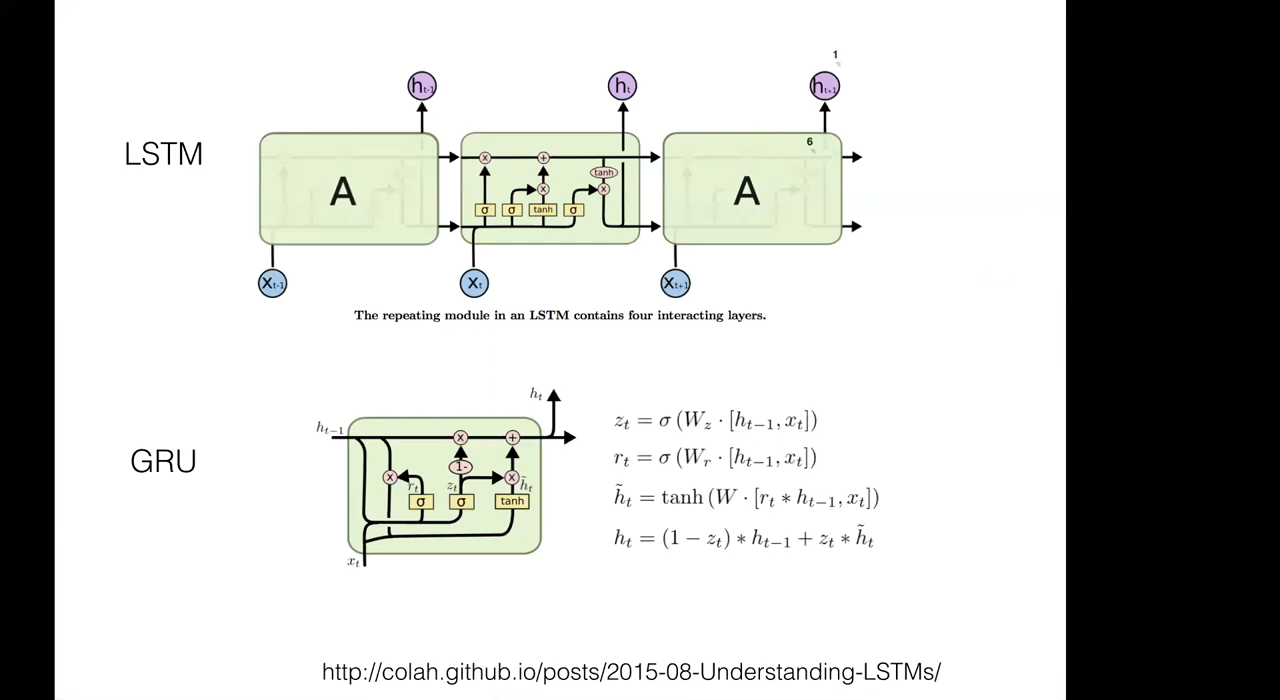 1
h_{t-1} h_t h_{t+1}
LSTM
6
x + tanh
A A
x x
σ σ tanh σ
X_{t-1} X_t X_{t+1}
The repeating module in an LSTM contains four interacting layers.
h_t
h_{t-1}
x +
GRU
1-
x r_t z_t x h̃_t
σ σ tanh
x_t
z_t = σ (W_z · [h_{t-1}, x_t])
r_t = σ (W_r · [h_{t-1}, x_t])
h̃_t = tanh (W · [r_t * h_{t-1}, x_t])
h_t = (1 − z_t) * h_{t-1} + z_t * h̃_t
http://colah.github.io/posts/2015-08-Understanding-LSTMs/